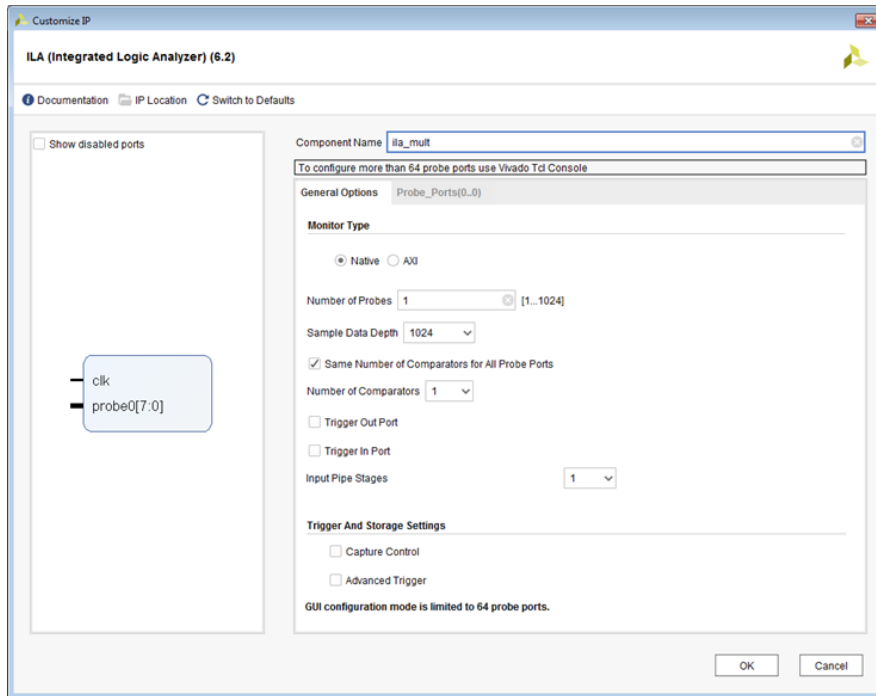 Customize IP
ILA (Integrated Logic Analyzer) (6.2)
Documentation IP Location Switch to Defaults
Show disabled ports
clk
probe0[7:0]
Component Name ila_mult
To configure more than 64 probe ports use Vivado Tcl Console
General Options Probe_Ports(0..0)
Monitor Type
Native AXI
Number of Probes 1 [1...1024]
Sample Data Depth 1024
Same Number of Comparators for All Probe Ports
Number of Comparators 1
Trigger Out Port
Trigger In Port
Input Pipe Stages 1
Trigger And Storage Settings
Capture Control
Advanced Trigger
GUI configuration mode is limited to 64 probe ports.
OK Cancel